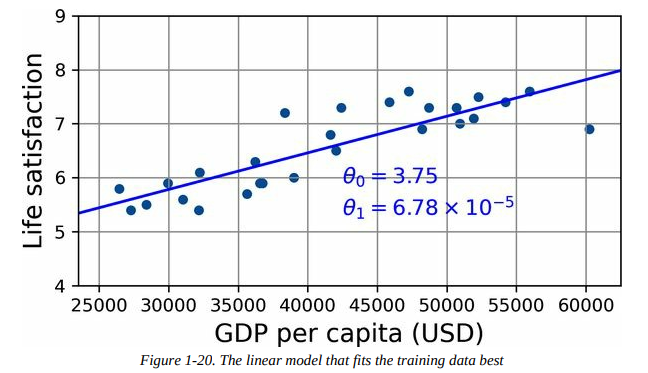 9
8
7
6
5
4
Life satisfaction
θ0 = 3.75
θ1 = 6.78 × 10−5
25000 30000 35000 40000 45000 50000 55000 60000
GDP per capita (USD)
Figure 1-20. The linear model that fits the training data best